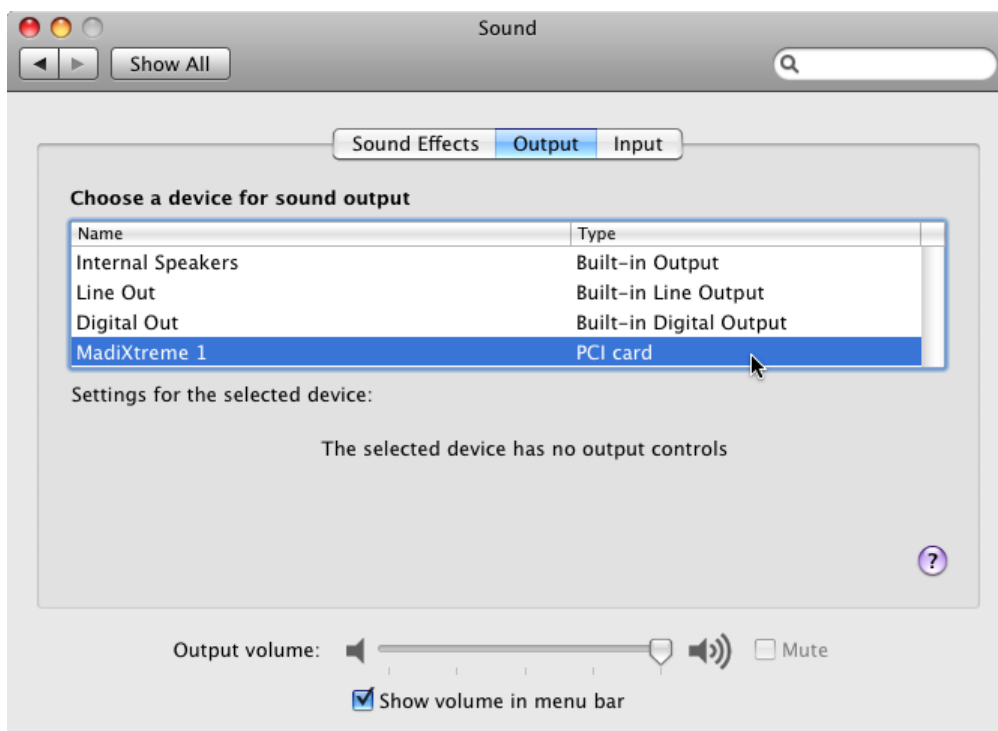 Sound
Show All
Sound Effects Output Input
Choose a device for sound output
Name Type
Internal Speakers Built-in Output
Line Out Built-in Line Output
Digital Out Built-in Digital Output
MadiXtreme 1 PCI card
Settings for the selected device:
The selected device has no output controls
?
Output volume: Mute
Show volume in menu bar